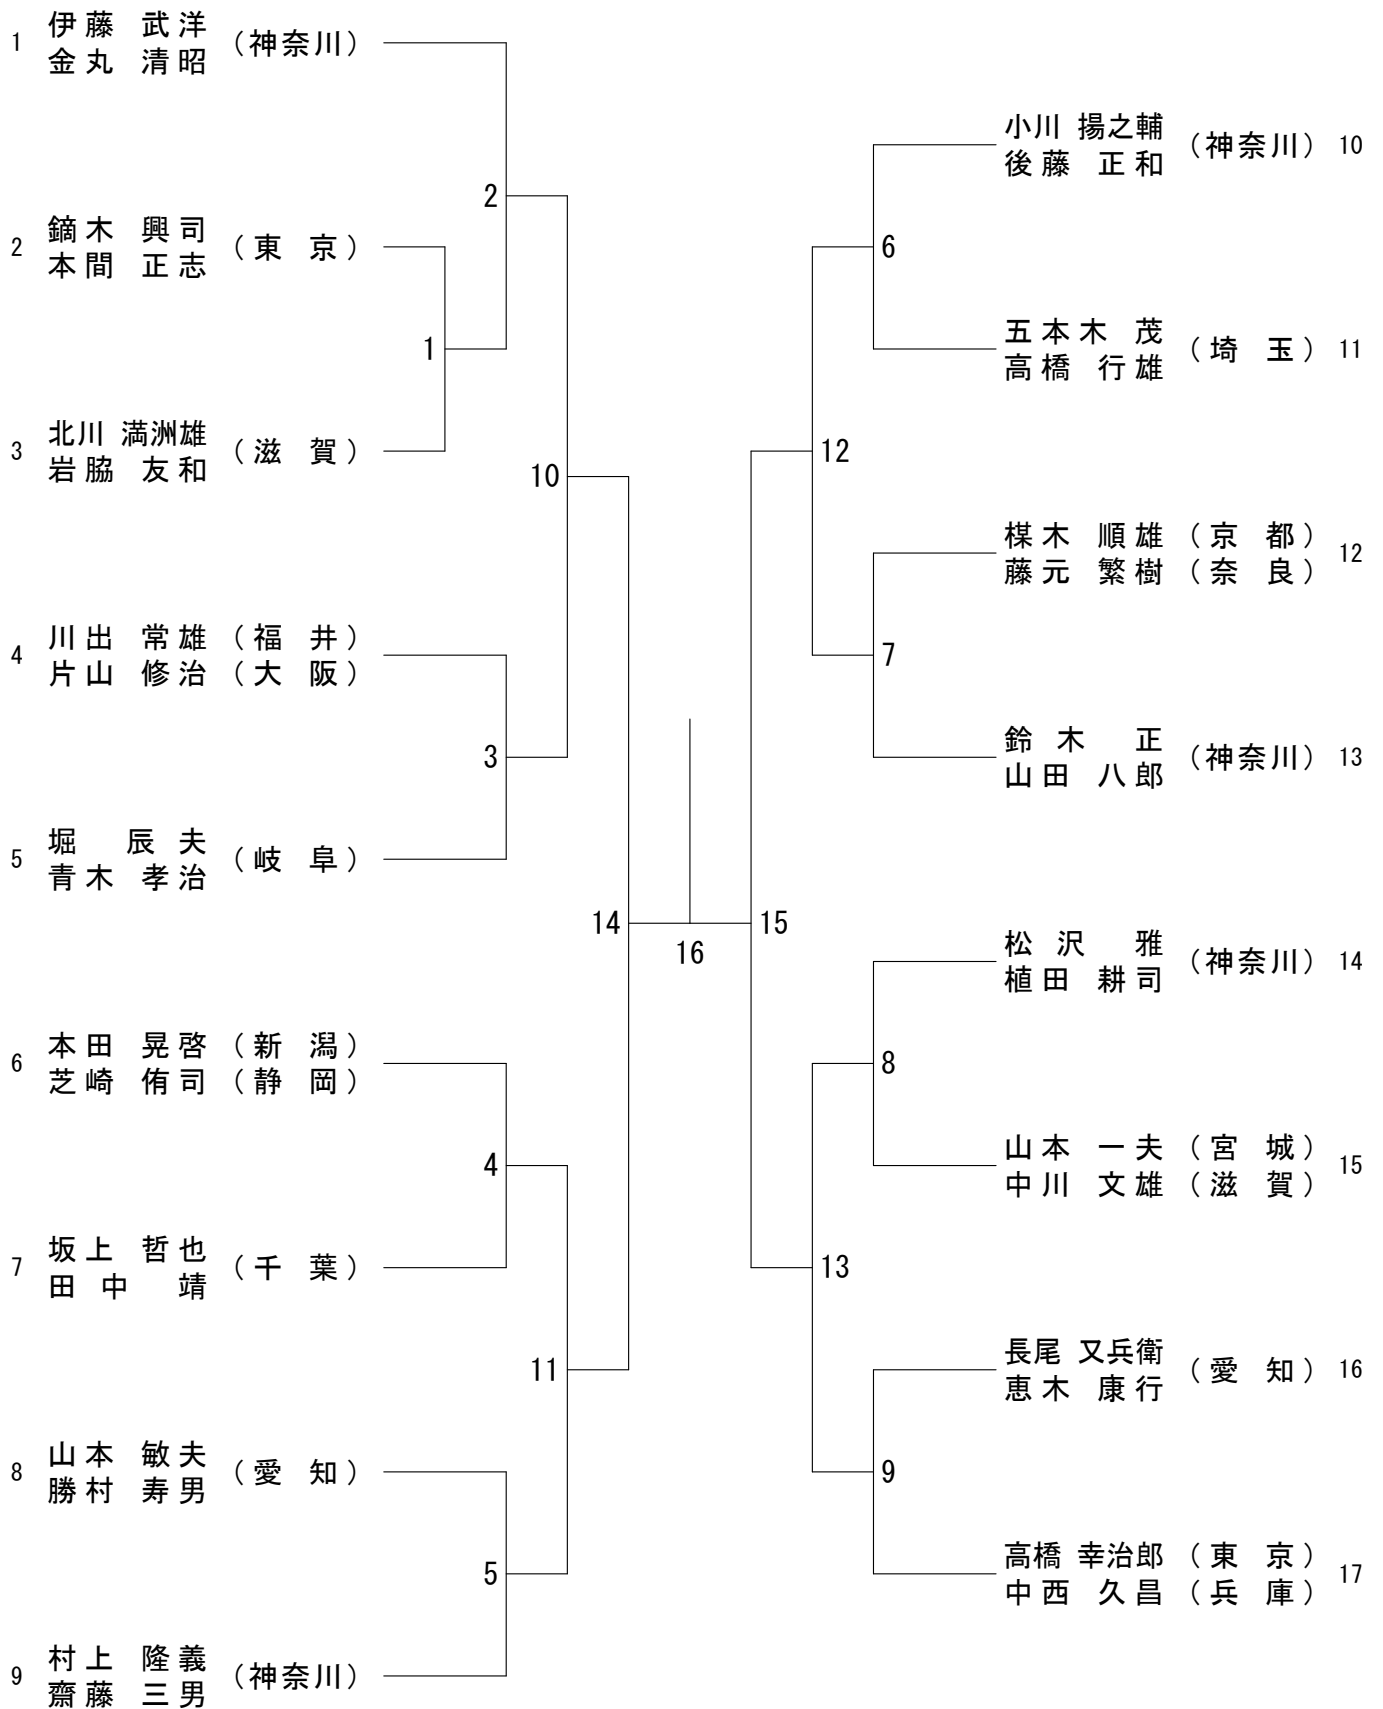 1 伊藤 武洋 (神奈川)
金丸 清昭
2 鏑木 興司 (東京)
本間 正志
3 北川 満洲雄 (滋賀)
岩脇 友和
4 川出 常雄 (福井)
片山 修治 (大阪)
5 堀 辰夫 (岐阜)
青木 孝治
6 本田 晃啓 (新潟)
芝崎 侑司 (静岡)
7 坂上 哲也 (千葉)
田中 靖
8 山本 敏夫 (愛知)
勝村 寿男
9 村上 隆義 (神奈川)
齋藤 三男
2
1
10
3
14
4
11
5
16
15
6
12
7
8
13
9
小川 揚之輔 (神奈川) 10
後藤 正和
五本木 茂 (埼玉) 11
高橋 行雄
楳木 順雄 (京都) 12
藤元 繁樹 (奈良)
鈴木 正 (神奈川) 13
山田 八郎
松沢 雅 (神奈川) 14
植田 耕司
山本 一夫 (宮城) 15
中川 文雄 (滋賀)
長尾 又兵衛 (愛知) 16
恵木 康行
高橋 幸治郎 (東京) 17
中西 久昌 (兵庫)